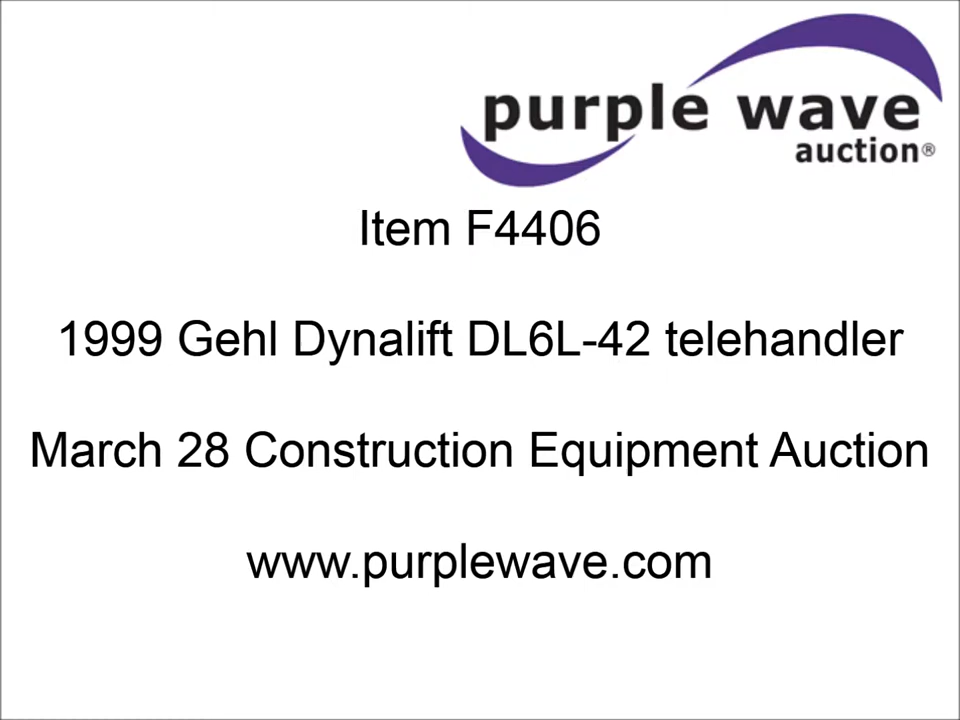 purple wave
auction®
Item F4406
1999 Gehl Dynalift DL6L-42 telehandler
March 28 Construction Equipment Auction
www.purplewave.com